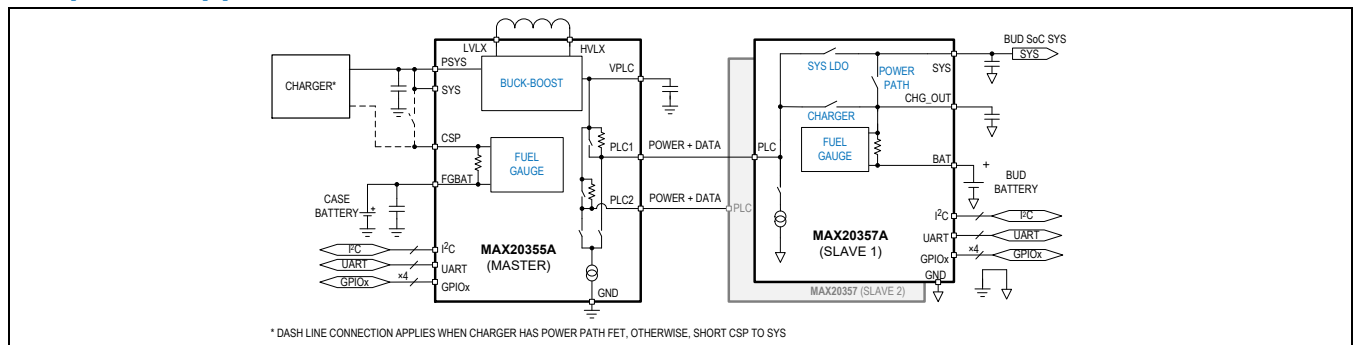 LVLX
HVLX
BUD SoC SYS
PSYS
VPLC
SYS
SYS
SYS LDO
POWER
PATH
CHARGER*
SYS
BUCK-BOOST
CHG_OUT
CHARGER
CSP
FUEL
GAUGE
PLC1
POWER + DATA
PLC
FUEL
GAUGE
BAT
+
FGBAT
BUD
BATTERY
CASE
BATTERY
+
PLC2
POWER + DATA
PLC
I²C
I²C
I²C
I²C
MAX20355A
(MASTER)
MAX20357A
(SLAVE 1)
UART
UART
UART
UART
GPIOx
×4
GPIOx
GPIOx
×4
GPIOx
GND
GND
MAX20357 (SLAVE 2)
* DASH LINE CONNECTION APPLIES WHEN CHARGER HAS POWER PATH FET, OTHERWISE, SHORT CSP TO SYS